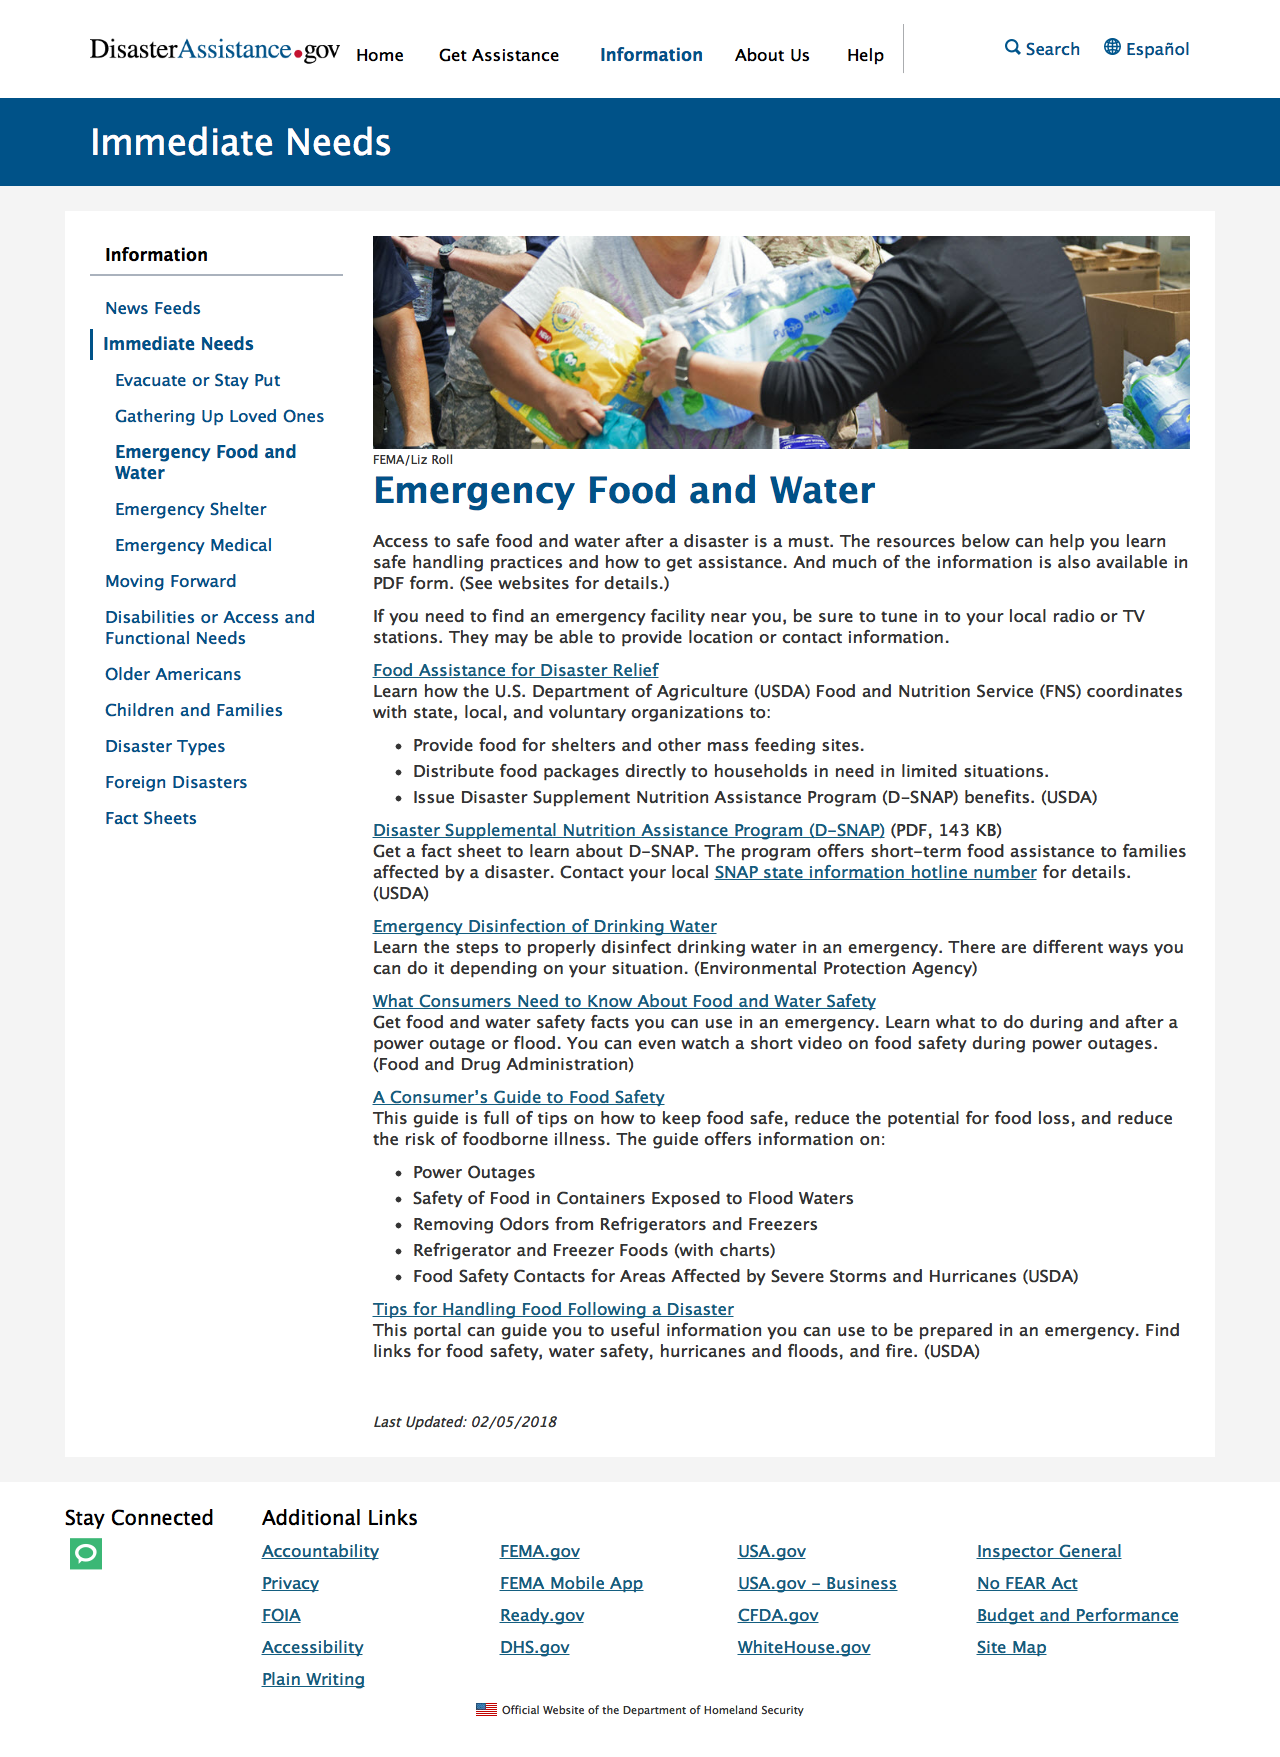 DisasterAssistance.gov
Home
Get Assistance
Information
About Us
Help
Search
Español
Immediate Needs
Information
News Feeds
Immediate Needs
Evacuate or Stay Put
Gathering Up Loved Ones
Emergency Food and
Water
Emergency Shelter
Emergency Medical
Moving Forward
Disabilities or Access and
Functional Needs
Older Americans
Children and Families
Disaster Types
Foreign Disasters
Fact Sheets
FEMA/Liz Roll
Emergency Food and Water
Access to safe food and water after a disaster is a must. The resources below can help you learn
safe handling practices and how to get assistance. And much of the information is also available in
PDF form. (See websites for details.)
If you need to find an emergency facility near you, be sure to tune in to your local radio or TV
stations. They may be able to provide location or contact information.
Food Assistance for Disaster Relief
Learn how the U.S. Department of Agriculture (USDA) Food and Nutrition Service (FNS) coordinates
with state, local, and voluntary organizations to:
• Provide food for shelters and other mass feeding sites.
• Distribute food packages directly to households in need in limited situations.
• Issue Disaster Supplement Nutrition Assistance Program (D-SNAP) benefits. (USDA)
Disaster Supplemental Nutrition Assistance Program (D-SNAP) (PDF, 143 KB)
Get a fact sheet to learn about D-SNAP. The program offers short-term food assistance to families
affected by a disaster. Contact your local SNAP state information hotline number for details.
(USDA)
Emergency Disinfection of Drinking Water
Learn the steps to properly disinfect drinking water in an emergency. There are different ways you
can do it depending on your situation. (Environmental Protection Agency)
What Consumers Need to Know About Food and Water Safety
Get food and water safety facts you can use in an emergency. Learn what to do during and after a
power outage or flood. You can even watch a short video on food safety during power outages.
(Food and Drug Administration)
A Consumer's Guide to Food Safety
This guide is full of tips on how to keep food safe, reduce the potential for food loss, and reduce
the risk of foodborne illness. The guide offers information on:
• Power Outages
• Safety of Food in Containers Exposed to Flood Waters
• Removing Odors from Refrigerators and Freezers
• Refrigerator and Freezer Foods (with charts)
• Food Safety Contacts for Areas Affected by Severe Storms and Hurricanes (USDA)
Tips for Handling Food Following a Disaster
This portal can guide you to useful information you can use to be prepared in an emergency. Find
links for food safety, water safety, hurricanes and floods, and fire. (USDA)
Last Updated: 02/05/2018
Stay Connected
Additional Links
Accountability
Privacy
FOIA
Accessibility
Plain Writing
FEMA.gov
FEMA Mobile App
Ready.gov
DHS.gov
USA.gov
USA.gov - Business
CFDA.gov
WhiteHouse.gov
Inspector General
No FEAR Act
Budget and Performance
Site Map
Official Website of the Department of Homeland Security